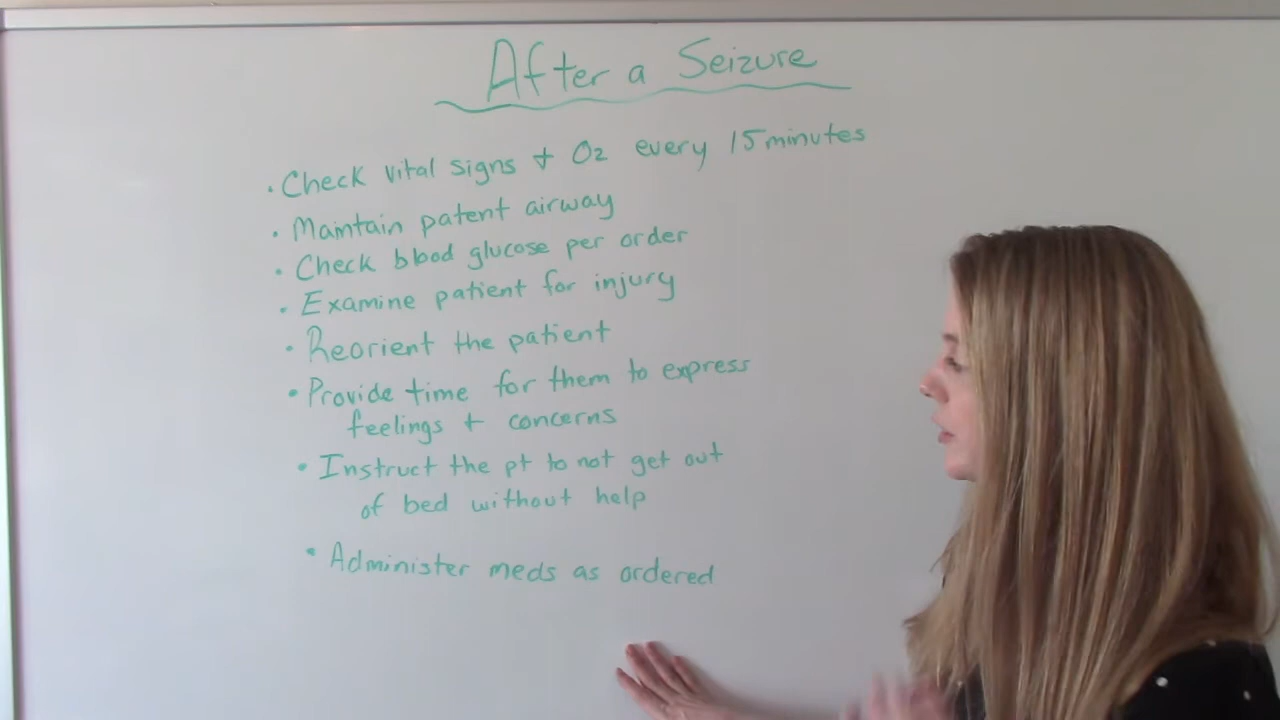 After a Seizure
• Check vital signs + O2 every 15 minutes
• Maintain patent airway
• Check blood glucose per order
• Examine patient for injury
• Reorient the patient
• Provide time for them to express
feelings + concerns
• Instruct the pt to not get out
of bed without help
• Administer meds as ordered